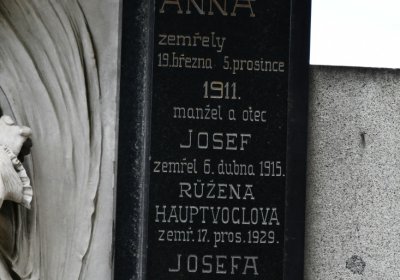 ANNA
zemřely
19.března 5.prosince
1911.
manžel a otec
JOSEF
zemřel 6. dubna 1915.
RŮŽENA
HAUPTVOGLOVA
zemř. 17. pros. 1929.
JOSEFA